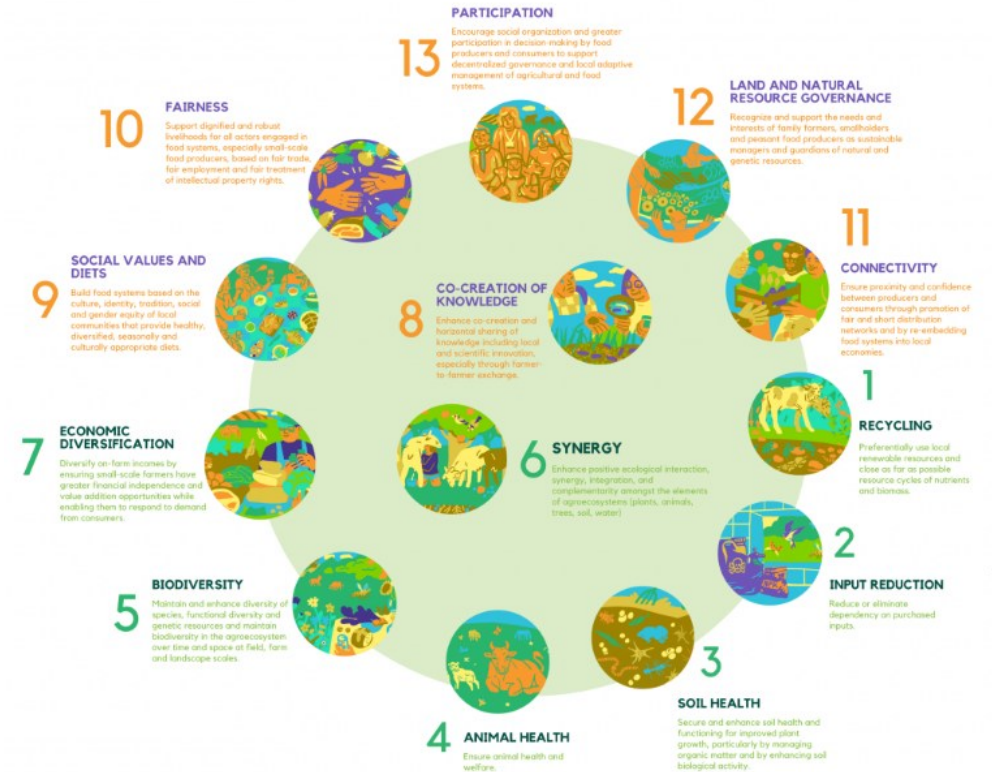 13
PARTICIPATION
Encourage social organization and greater
participation in decision-making by food
producers and consumers to support
decentralized governance and local adaptive
management of agricultural and food
systems.
12
LAND AND NATURAL
RESOURCE GOVERNANCE
Recognize and support the needs and
interests of family farmers, smallholders
and peasant food producers as sustainable
managers and guardians of natural and
genetic resources.
10
FAIRNESS
Support dignified and robust
livelihoods for all actors engaged in
food systems, especially small-scale
food producers, based on fair trade,
fair employment and fair treatment
of intellectual property rights.
11
CONNECTIVITY
Ensure proximity and confidence
between producers and
consumers through promotion of
fair and short distribution
networks and by re-embedding
food systems into local
economies.
9
SOCIAL VALUES AND
DIETS
Build food systems based on the
culture, identity, tradition, social
and gender equity of local
communities that provide healthy,
diversified, seasonally and
culturally appropriate diets.
8
CO-CREATION OF
KNOWLEDGE
Enhance co-creation and
horizontal sharing of
knowledge including local
and scientific innovation,
especially through farmer-
to-farmer exchange.
1
RECYCLING
Preferentially use local
renewable resources and
close as far as possible
resource cycles of nutrients
and biomass.
7
ECONOMIC
DIVERSIFICATION
Diversify on-farm incomes by
ensuring small-scale farmers have
greater financial independence and
value addition opportunities while
enabling them to respond to demand
from consumers.
6
SYNERGY
Enhance positive ecological interaction,
synergy, integration, and
complementarity amongst the elements
of agroecosystems (plants, animals,
trees, soil, water)
2
INPUT REDUCTION
Reduce or eliminate
dependency on purchased
inputs.
5
BIODIVERSITY
Maintain and enhance diversity of
species, functional diversity and
genetic resources and maintain
biodiversity in the agroecosystem
over time and space at field, farm
and landscape scales.
3
SOIL HEALTH
Secure and enhance soil health and
functioning for improved plant
growth, particularly by managing
organic matter and by enhancing soil
biological activity.
4
ANIMAL HEALTH
Ensure animal health and
welfare.